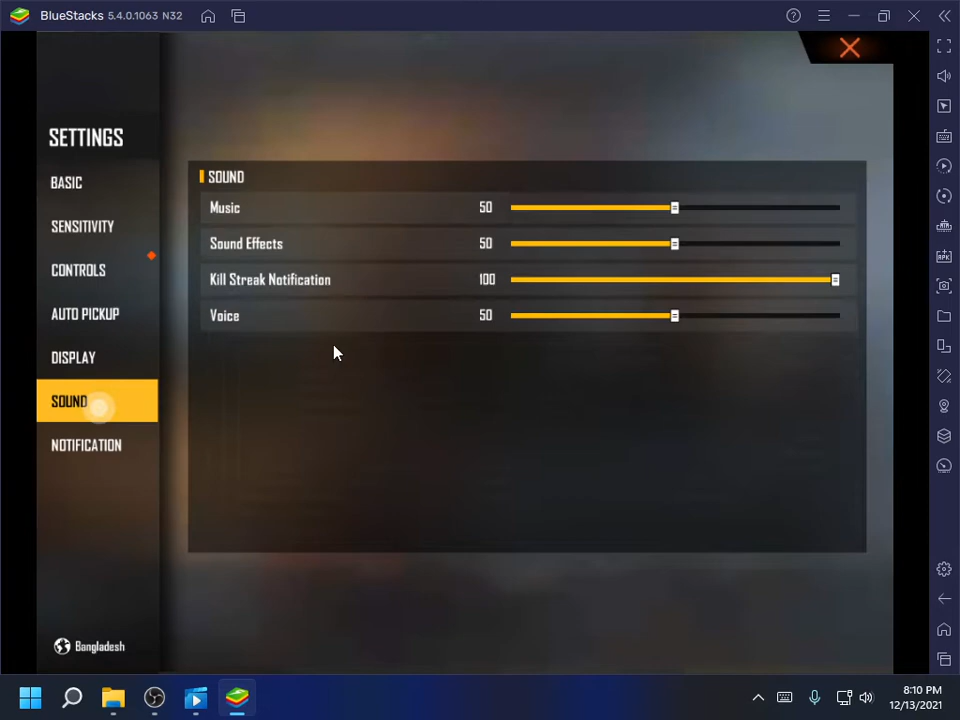 BlueStacks 5.4.0.1063 N32
SETTINGS
BASIC
SENSITIVITY
CONTROLS
AUTO PICKUP
DISPLAY
SOUND
NOTIFICATION
Bangladesh
SOUND
Music 50
Sound Effects 50
Kill Streak Notification 100
Voice 50
8:10 PM
12/13/2021